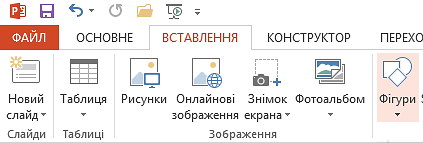 ФАЙЛ ОСНОВНЕ ВСТАВЛЕННЯ КОНСТРУКТОР
Новий Таблиця Рисунки Онлайнові Знімок Фотоальбом Фігури
слайд зображення екрана
Слайди Таблиці Зображення